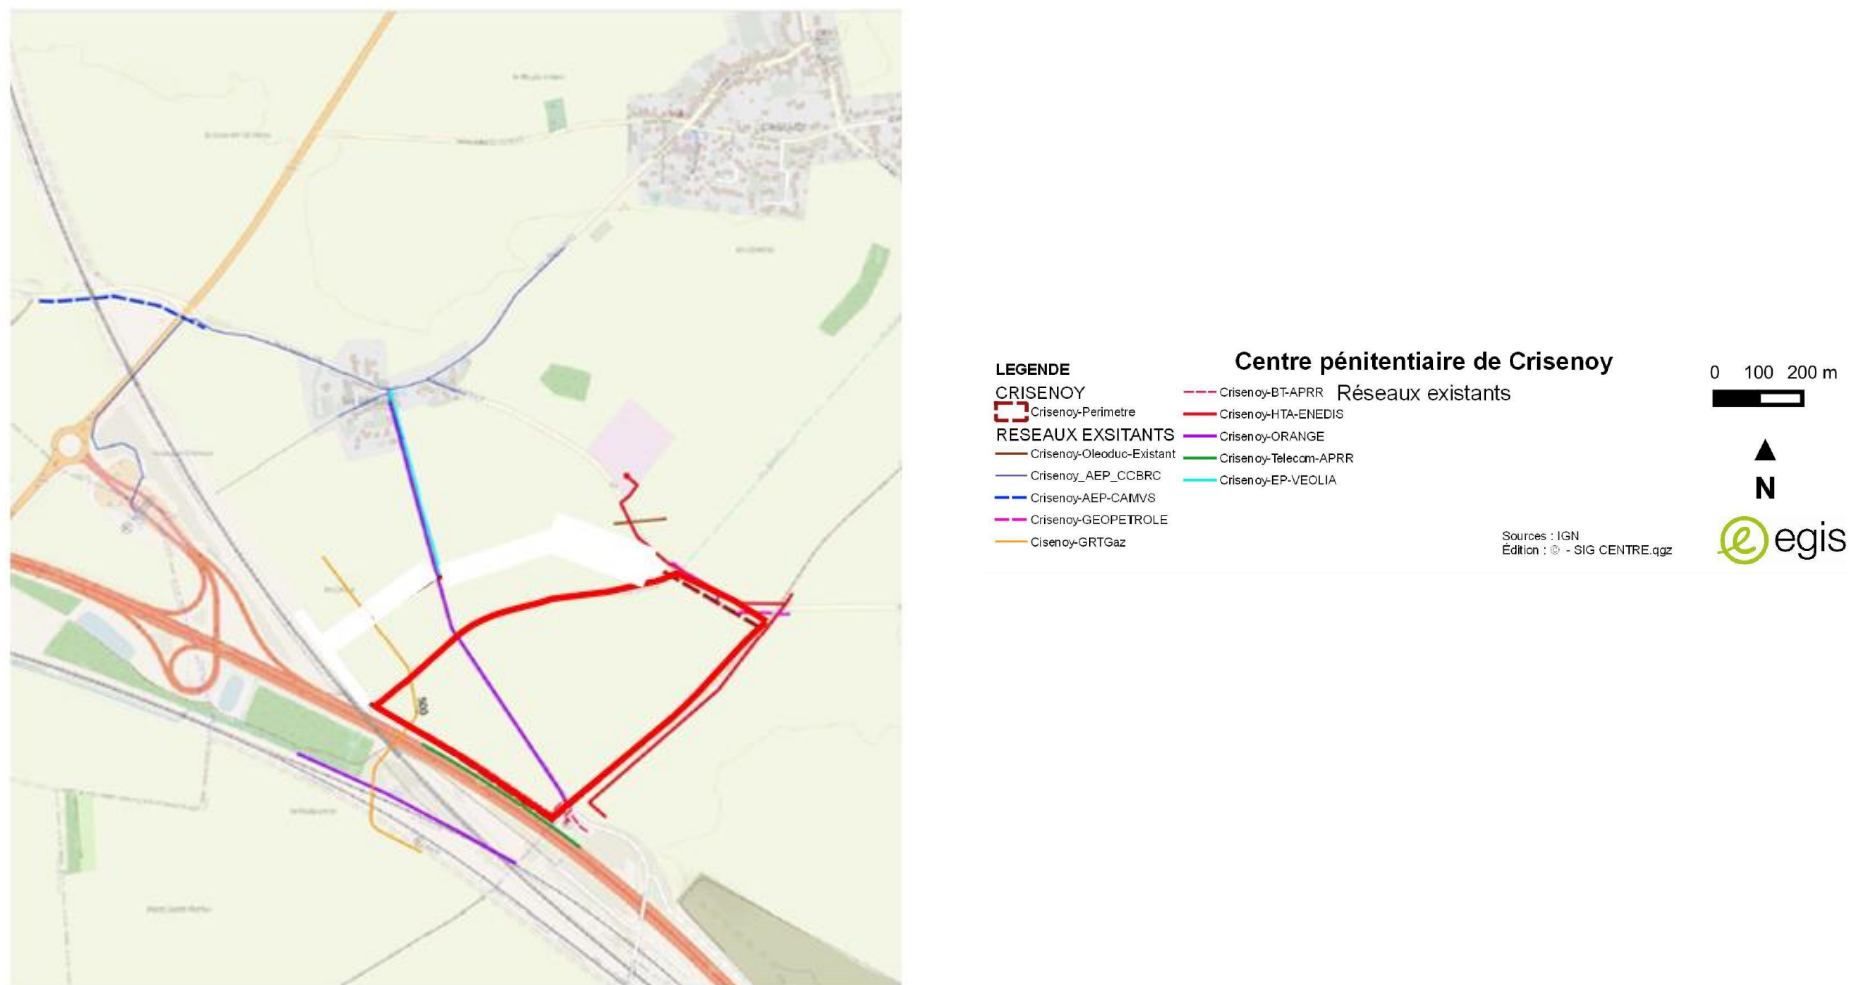 500
LEGENDE
Centre pénitentiaire de Crisenoy
Réseaux existants
CRISENOY
Crisenoy-Perimetre
RESEAUX EXSITANTS
Crisenoy-Oleoduc-Existant
Crisenoy_AEP_CCBRC
Crisenoy-AEP-CAMVS
Crisenoy-GEOPETROLE
Cisenoy-GRTGaz
Crisenoy-BT-APRR
Crisenoy-HTA-ENEDIS
Crisenoy-ORANGE
Crisenoy-Telecom-APRR
Crisenoy-EP-VEOLIA
0 100 200 m
N
Sources : IGN
Édition : © - SIG CENTRE.qgz
egis